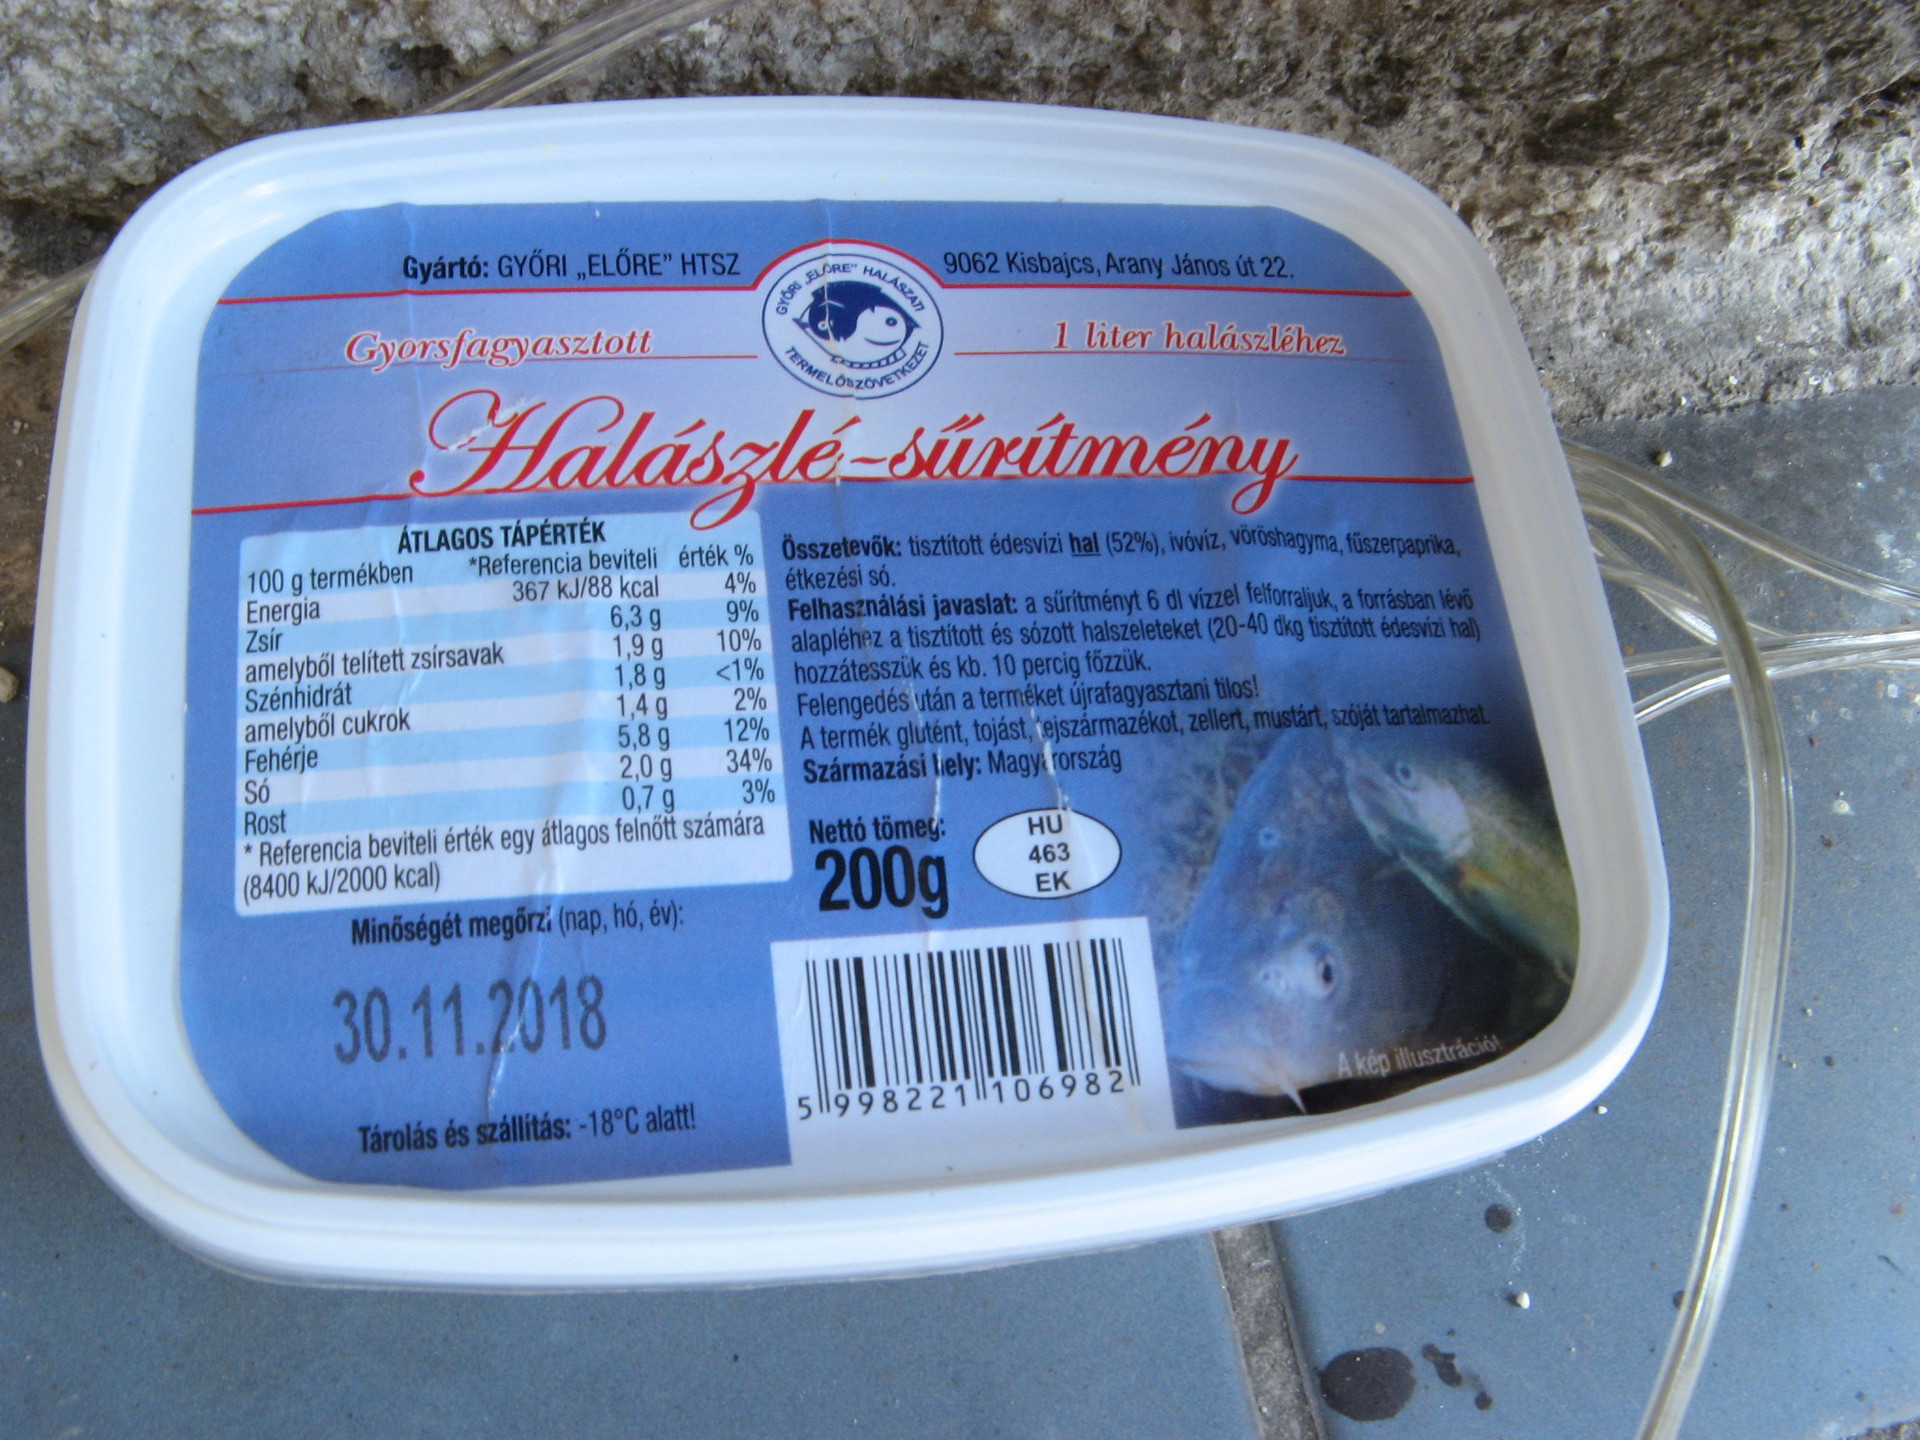 Gyártó: GYŐRI „ELŐRE” HTSZ
9062 Kisbajcs, Arany János út 22.
GYŐRI „ELŐRE” HALÁSZATI
TERMELŐSZÖVETKEZET
Gyorsfagyasztott
1 liter halászléhez
Halászlé-sűrítmény
ÁTLAGOS TÁPÉRTÉK
100 g termékben *Referencia beviteli érték %
Energia 367 kJ/88 kcal 4%
Zsír 6,3 g 9%
amelyből telített zsírsavak 1,9 g 10%
Szénhidrát 1,8 g <1%
amelyből cukrok 1,4 g 2%
Fehérje 5,8 g 12%
Só 2,0 g 34%
Rost 0,7 g 3%
* Referencia beviteli érték egy átlagos felnőtt számára
(8400 kJ/2000 kcal)
Minőségét megőrzi (nap, hó, év):
30.11.2018
Tárolás és szállítás: -18°C alatt!
Összetevők: tisztított édesvízi hal (52%), ivóvíz, vöröshagyma, fűszerpaprika,
étkezési só.
Felhasználási javaslat: a sűrítményt 6 dl vízzel felforraljuk, a forrásban lévő
alapléhez a tisztított és sózott halszeleteket (20-40 dkg tisztított édesvízi hal)
hozzátesszük és kb. 10 percig főzzük.
Felengedés után a terméket újrafagyasztani tilos!
A termék glutént, tojást, tejszármazékot, zellert, mustárt, szóját tartalmazhat.
Származási hely: Magyarország
Nettó tömeg:
200g
HU
463
EK
5 998221 106982
A kép illusztráció!